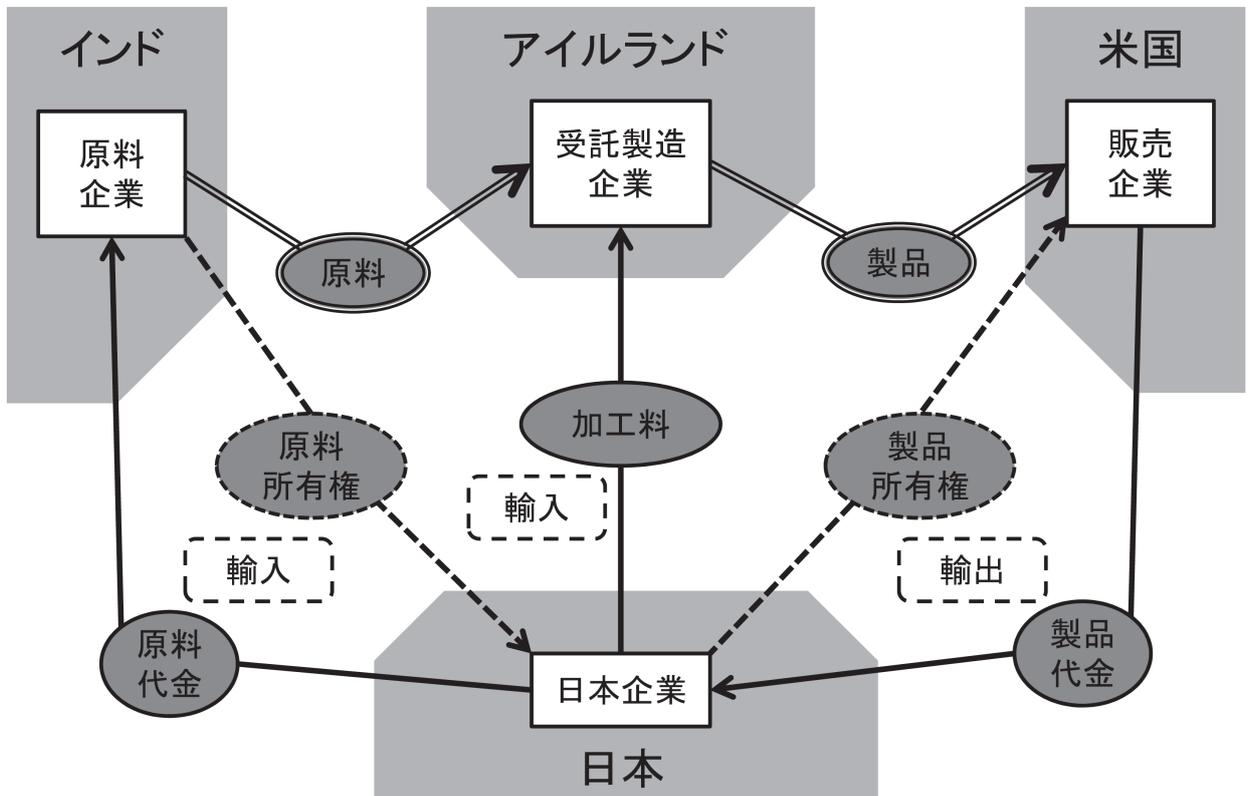 インド
アイルランド
米国
原料
企業
受託製造
企業
販売
企業
原料
製品
加工料
原料
所有権
製品
所有権
輸入
輸入
輸出
原料
代金
製品
代金
日本企業
日本